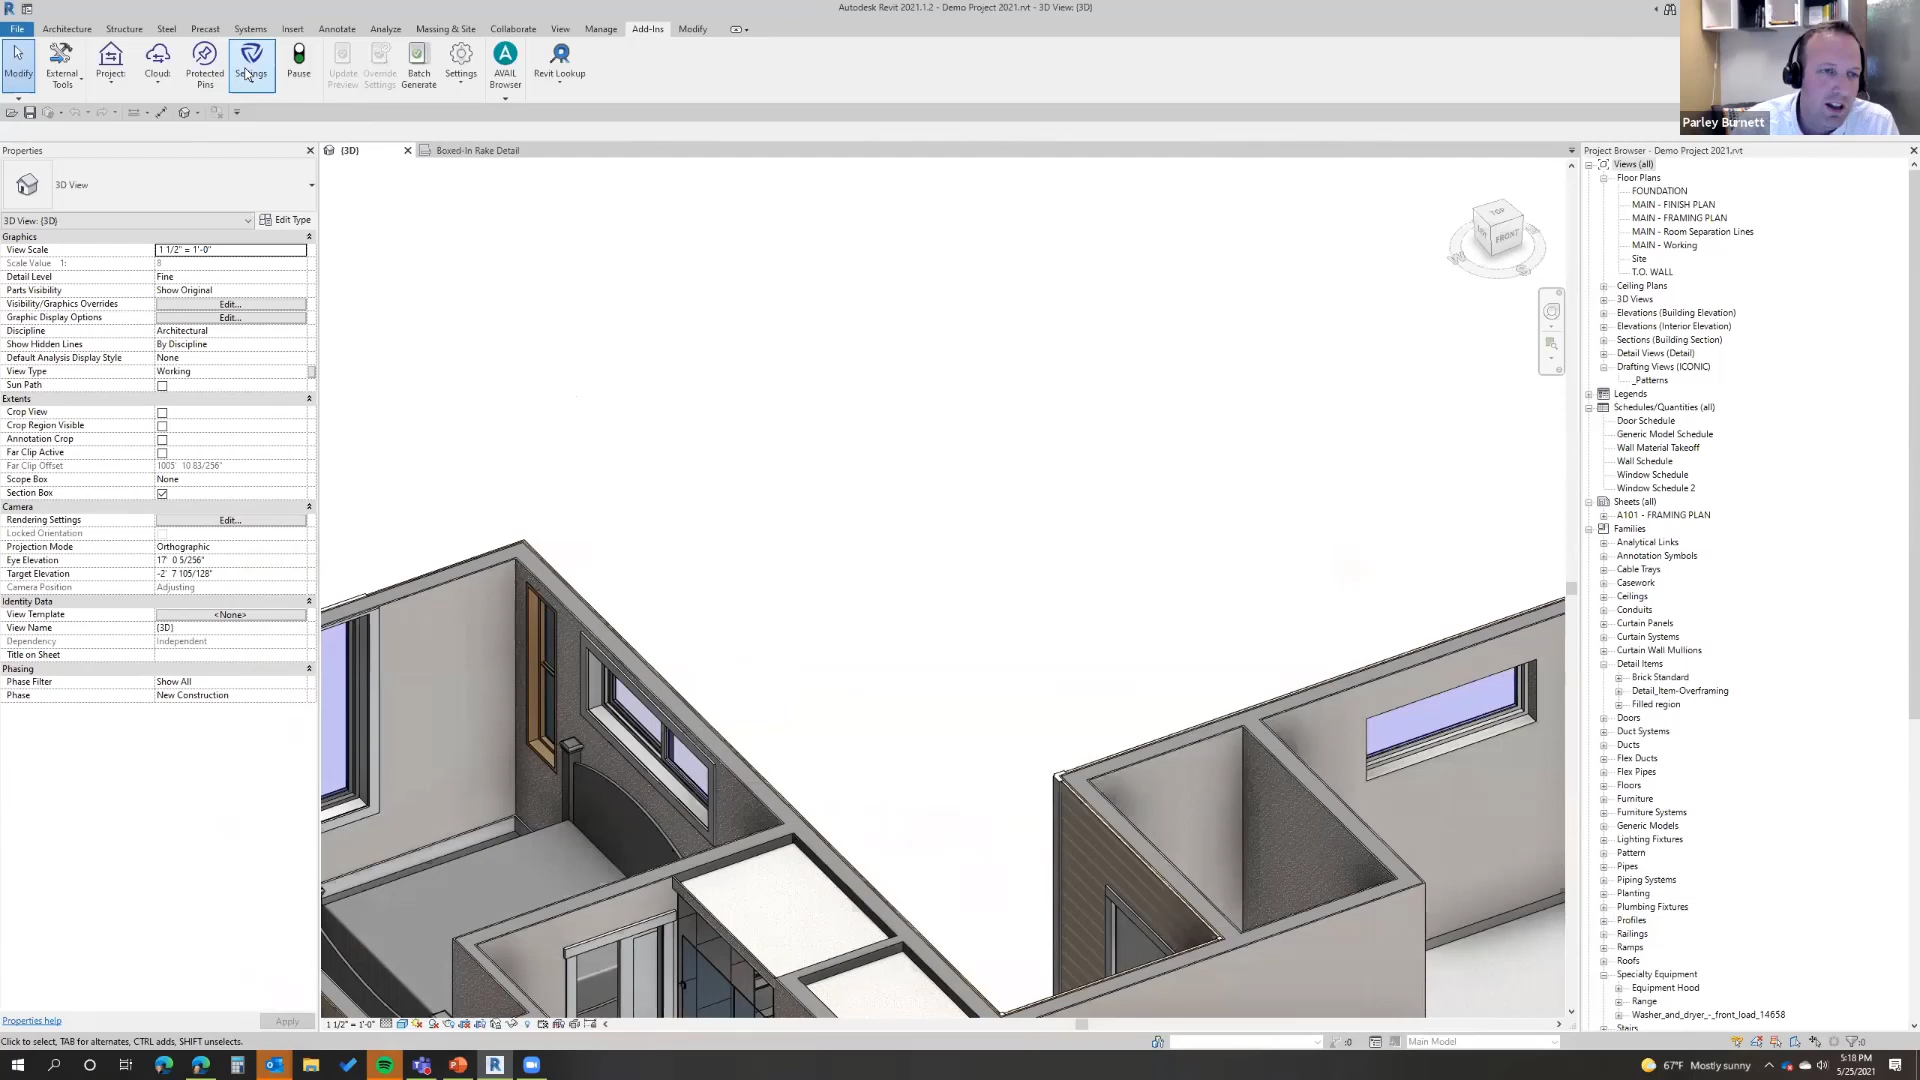 Autodesk Revit 2021.1.2 - Demo Project 2021.rvt - 3D View: {3D}
File Architecture Structure Steel Precast Systems Insert Annotate Analyze Massing & Site Collaborate View Manage Add-Ins Modify
Modify
External Tools
Project
Cloud
Protected Pins
Settings
Pause
Update Preview
Override Settings
Batch Generate
Settings
AVAIL Browser
Revit Lookup
Parley Burnett
Properties
3D View
3D View: {3D}
Edit Type
Graphics
View Scale 1 1/2" = 1'-0"
Scale Value 1: 8
Detail Level Fine
Parts Visibility Show Original
Visibility/Graphics Overrides Edit...
Graphic Display Options Edit...
Discipline Architectural
Show Hidden Lines By Discipline
Default Analysis Display Style None
View Type Working
Sun Path
Extents
Crop View
Crop Region Visible
Annotation Crop
Far Clip Active
Far Clip Offset 1005' 10 83/256"
Scope Box None
Section Box
Camera
Rendering Settings Edit...
Locked Orientation
Projection Mode Orthographic
Eye Elevation 17' 0 5/256"
Target Elevation -2' 7 105/128"
Camera Position Adjusting
Identity Data
View Template <None>
View Name {3D}
Dependency Independent
Title on Sheet
Phasing
Phase Filter Show All
Phase New Construction
Properties help
Apply
{3D}
Boxed-In Rake Detail
TOP
FRONT
1 1/2" = 1'-0"
Project Browser - Demo Project 2021.rvt
Views (all)
Floor Plans
FOUNDATION
MAIN - FINISH PLAN
MAIN - FRAMING PLAN
MAIN - Room Separation Lines
MAIN - Working
Site
T.O. WALL
Ceiling Plans
3D Views
Elevations (Building Elevation)
Elevations (Interior Elevation)
Sections (Building Section)
Detail Views (Detail)
Drafting Views (ICONIC)
_Patterns
Legends
Schedules/Quantities (all)
Door Schedule
Generic Model Schedule
Wall Material Takeoff
Wall Schedule
Window Schedule
Window Schedule 2
Sheets (all)
A101 - FRAMING PLAN
Families
Analytical Links
Annotation Symbols
Cable Trays
Casework
Ceilings
Conduits
Curtain Panels
Curtain Systems
Curtain Wall Mullions
Detail Items
Brick Standard
Detail_Item-Overframing
Filled region
Doors
Duct Systems
Ducts
Flex Ducts
Flex Pipes
Floors
Furniture
Furniture Systems
Generic Models
Lighting Fixtures
Pattern
Pipes
Piping Systems
Planting
Plumbing Fixtures
Profiles
Railings
Ramps
Roofs
Specialty Equipment
Equipment Hood
Range
Washer_and_dryer_-_front_load_14658
Stairs
Click to select, TAB for alternates, CTRL adds, SHIFT unselects.
:0
Main Model
:0
67°F Mostly sunny
5:18 PM
5/25/2021